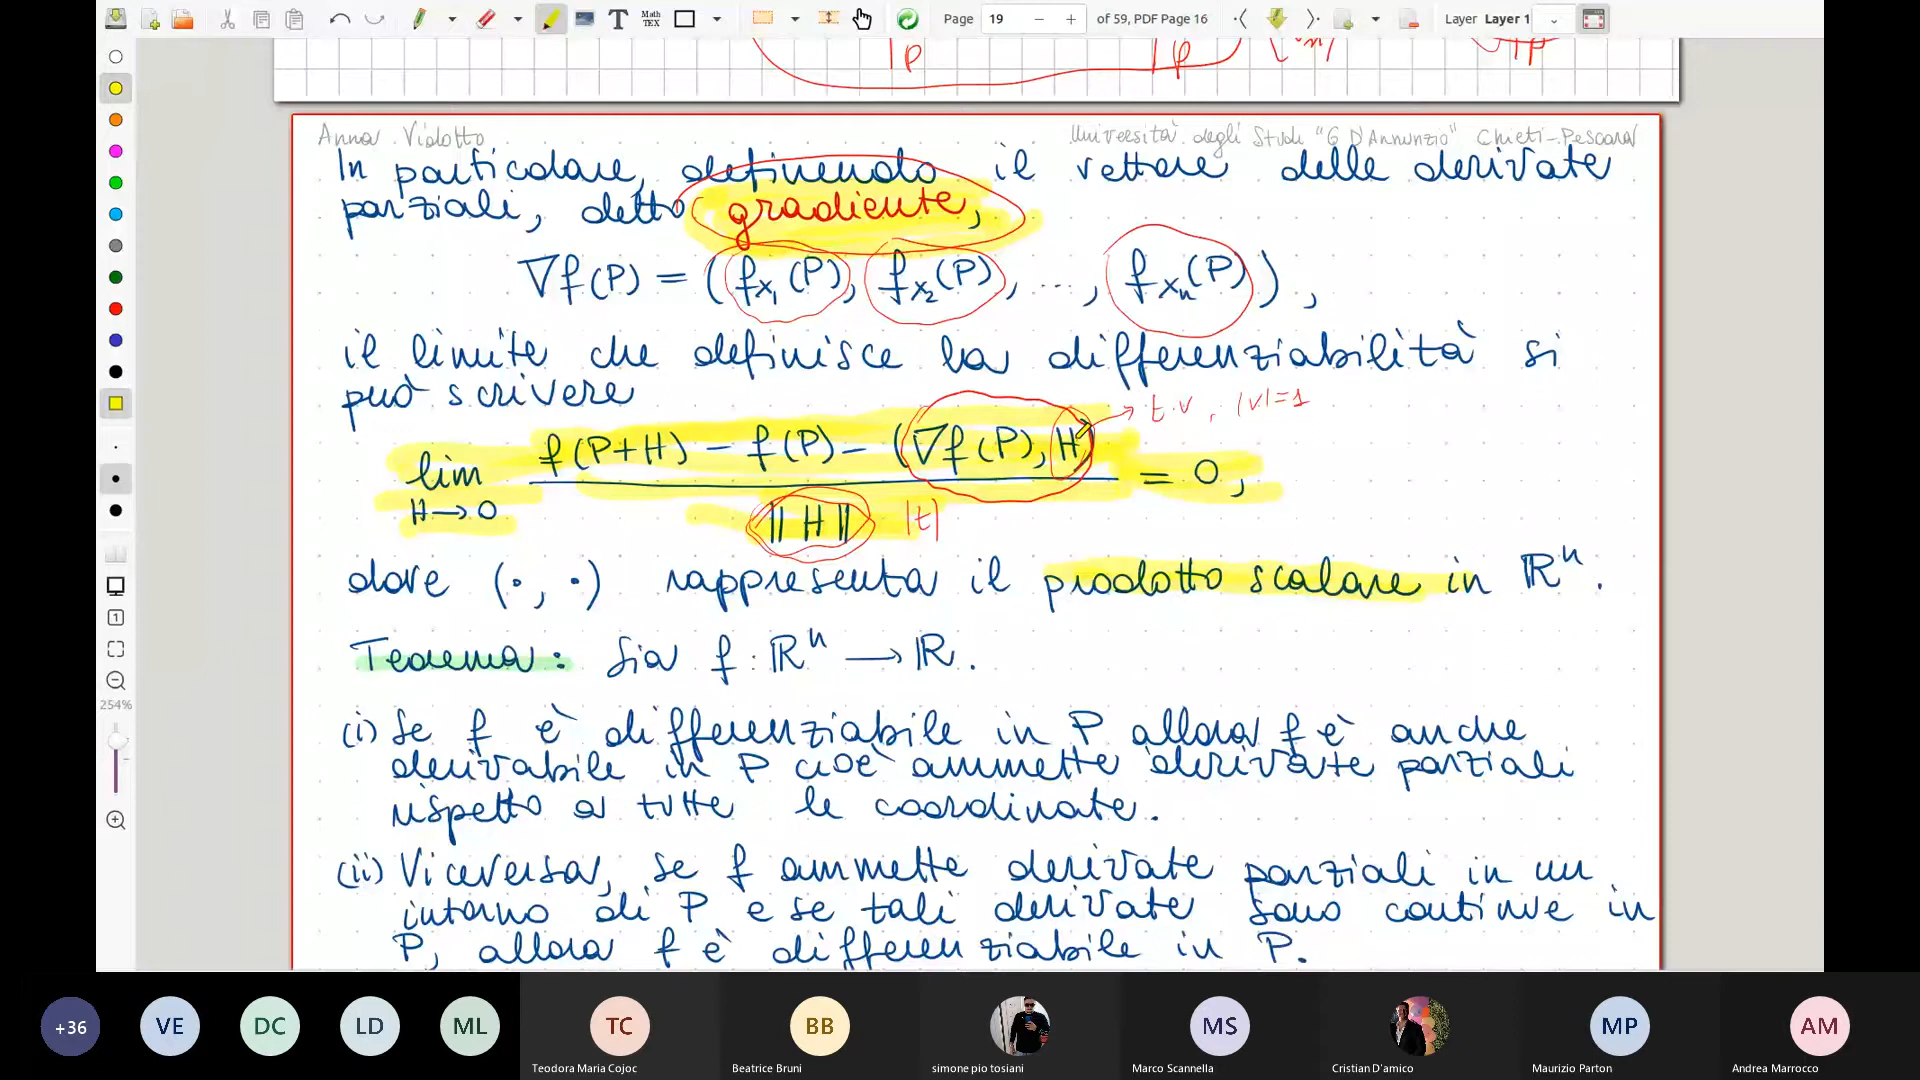 Page 19 − + of 59, PDF Page 16 Layer Layer 1
Anna Vidotto Università degli Studi "G D'Annunzio" Chieti-Pescara
In particolare, definendo il vettore delle derivate
parziali, detto gradiente,
∇f(P) = (fx₁(P), fx₂(P), ..., fxₙ(P)),
il limite che definisce la differenziabilità si
può scrivere
t·v, |v|=1
lim H→0 f(P+H) − f(P) − (∇f(P), H) / ‖H‖ = 0,
|t|
dove (·,·) rappresenta il prodotto scalare in ℝⁿ.
Teorema: Sia f: ℝⁿ → ℝ.
(i) Se f è differenziabile in P allora f è anche
derivabile in P cioè ammette derivate parziali
rispetto a tutte le coordinate.
(ii) Viceversa, se f ammette derivate parziali in un
intorno di P e se tali derivate sono continue in
P, allora f è differenziabile in P.
254%
+36 VE DC LD ML TC BB MS MP AM
Teodora Maria Cojoc Beatrice Bruni simone pio tosiani Marco Scannella Cristian D'amico Maurizio Parton Andrea Marrocco